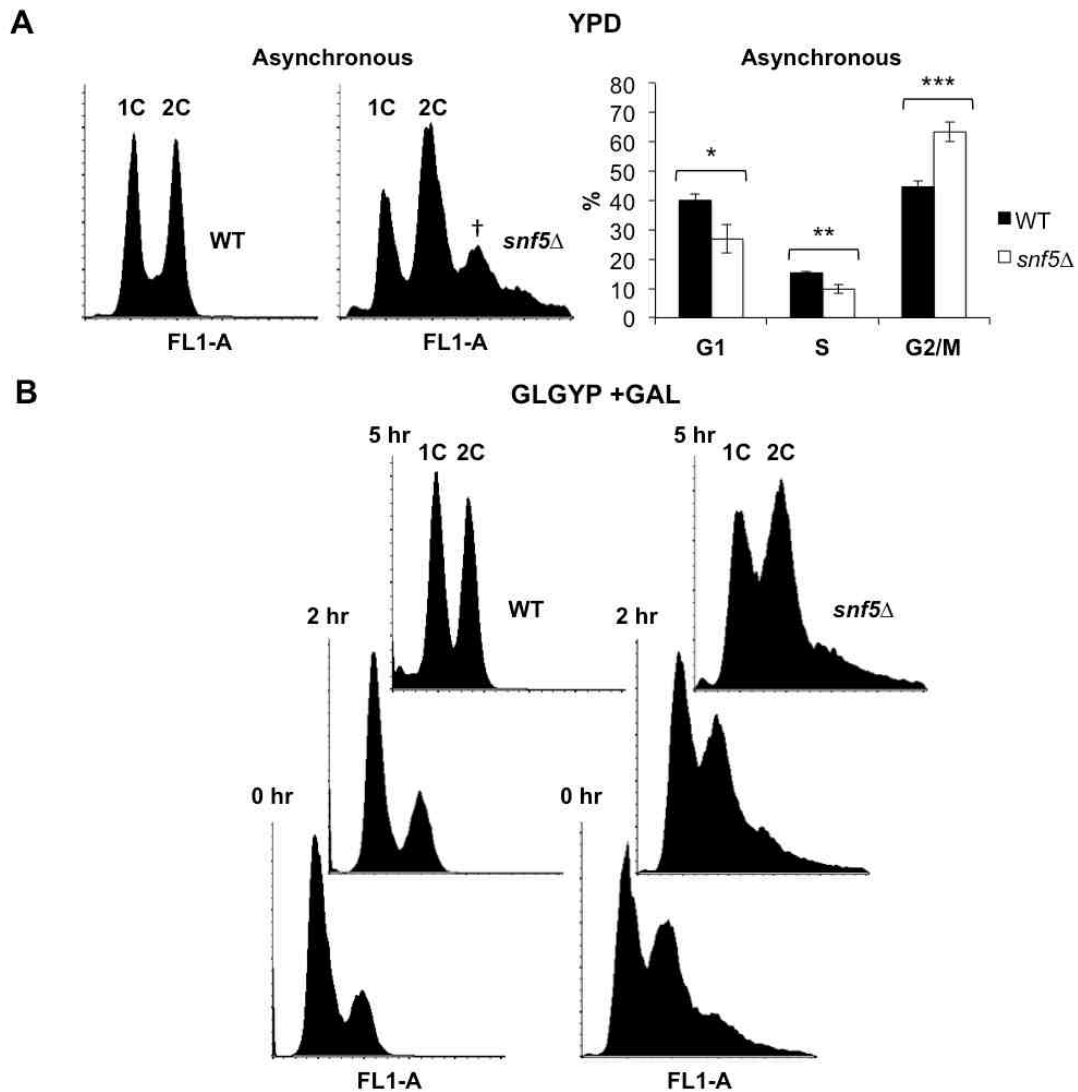 A
YPD
Asynchronous
1C 2C
WT
FL1-A
Asynchronous
1C 2C
†
snf5Δ
FL1-A
Asynchronous
%
80
70
60
50
40
30
20
10
0
*
**
***
G1 S G2/M
WT
snf5Δ
B
GLGYP +GAL
5 hr
1C 2C
WT
2 hr
0 hr
FL1-A
5 hr
1C 2C
snf5Δ
2 hr
0 hr
FL1-A